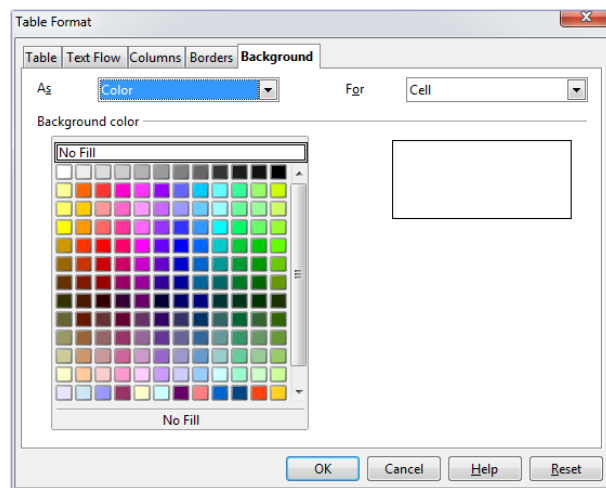 Table Format
Table Text Flow Columns Borders Background
As Color For Cell
Background color
No Fill
No Fill
OK Cancel Help Reset